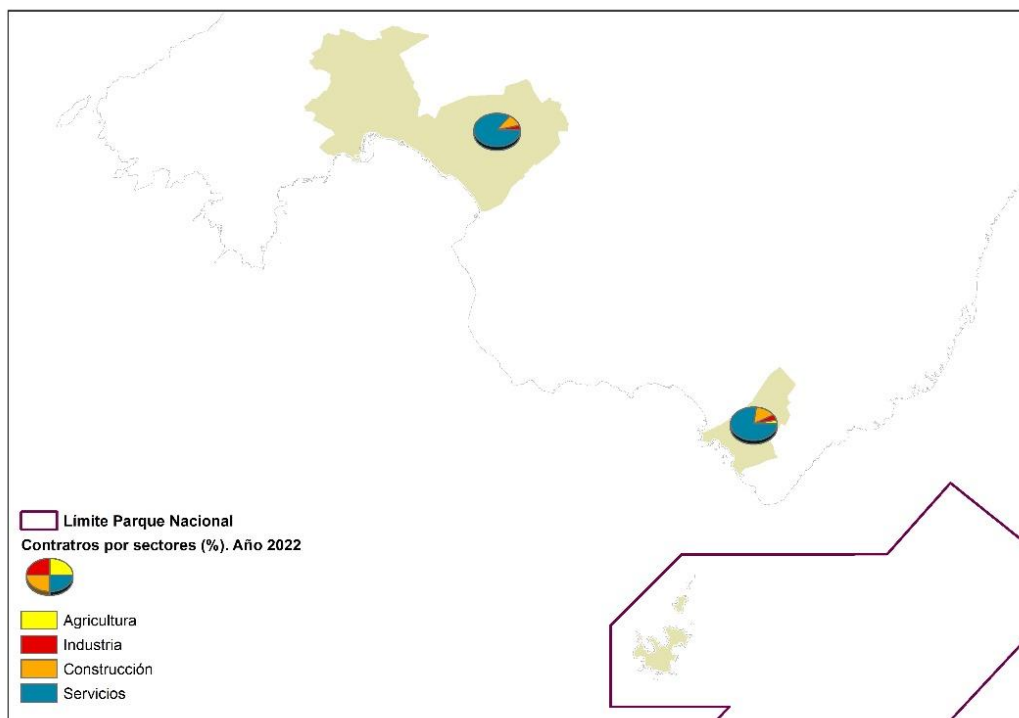 Límite Parque Nacional
Contratros por sectores (%). Año 2022
Agricultura
Industria
Construcción
Servicios